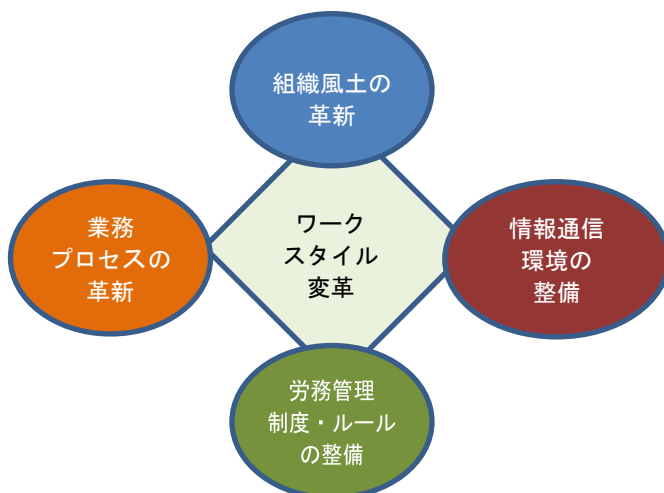 組織風土の
革新
業務
プロセスの
革新
ワーク
スタイル
変革
情報通信
環境の
整備
労務管理
制度・ルール
の整備